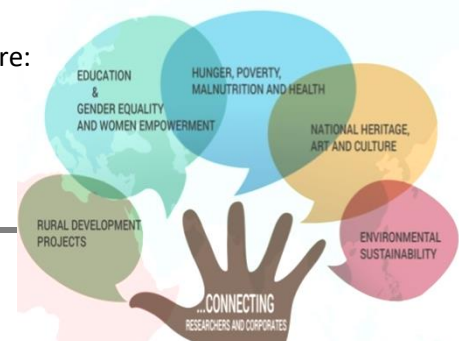 re:
EDUCATION
&
GENDER EQUALITY
AND WOMEN EMPOWERMENT
HUNGER, POVERTY,
MALNUTRITION AND HEALTH
NATIONAL HERITAGE,
ART AND CULTURE
RURAL DEVELOPMENT
PROJECTS
ENVIRONMENTAL
SUSTAINABILITY
...CONNECTING
RESEARCHERS AND CORPORATES